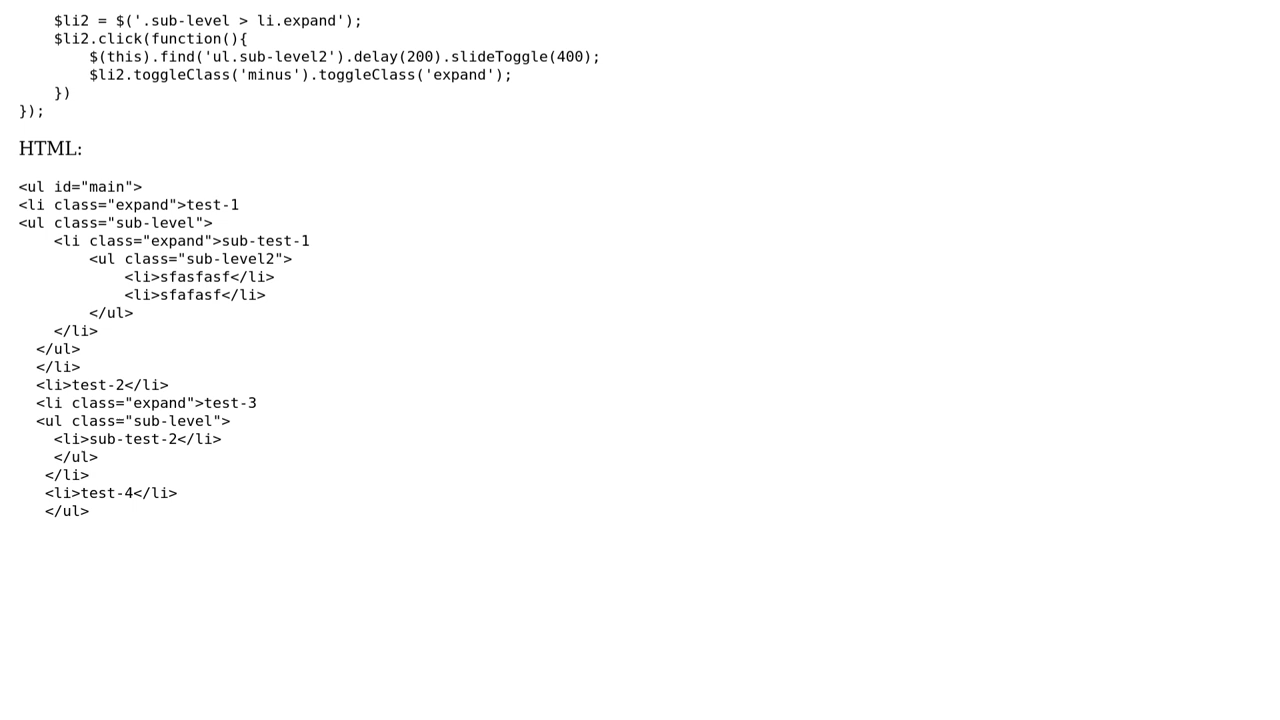 $li2 = $('.sub-level > li.expand');
    $li2.click(function(){
        $(this).find('ul.sub-level2').delay(200).slideToggle(400);
        $li2.toggleClass('minus').toggleClass('expand');
    })
});
HTML:
<ul id="main">
<li class="expand">test-1
<ul class="sub-level">
    <li class="expand">sub-test-1
        <ul class="sub-level2">
            <li>sfasfasf</li>
            <li>sfafasf</li>
        </ul>
    </li>
  </ul>
  </li>
  <li>test-2</li>
  <li class="expand">test-3
  <ul class="sub-level">
    <li>sub-test-2</li>
    </ul>
   </li>
   <li>test-4</li>
   </ul>